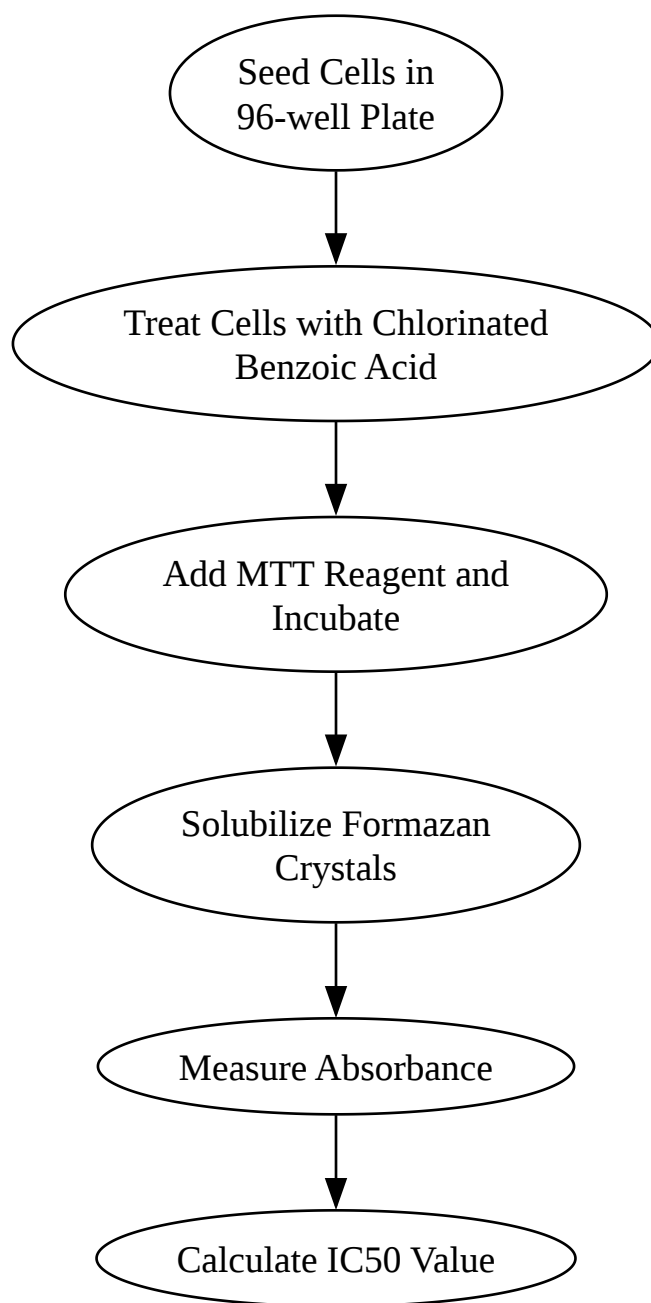 Seed Cells in
96-well Plate
Treat Cells with Chlorinated
Benzoic Acid
Add MTT Reagent and
Incubate
Solubilize Formazan
Crystals
Measure Absorbance
Calculate IC50 Value